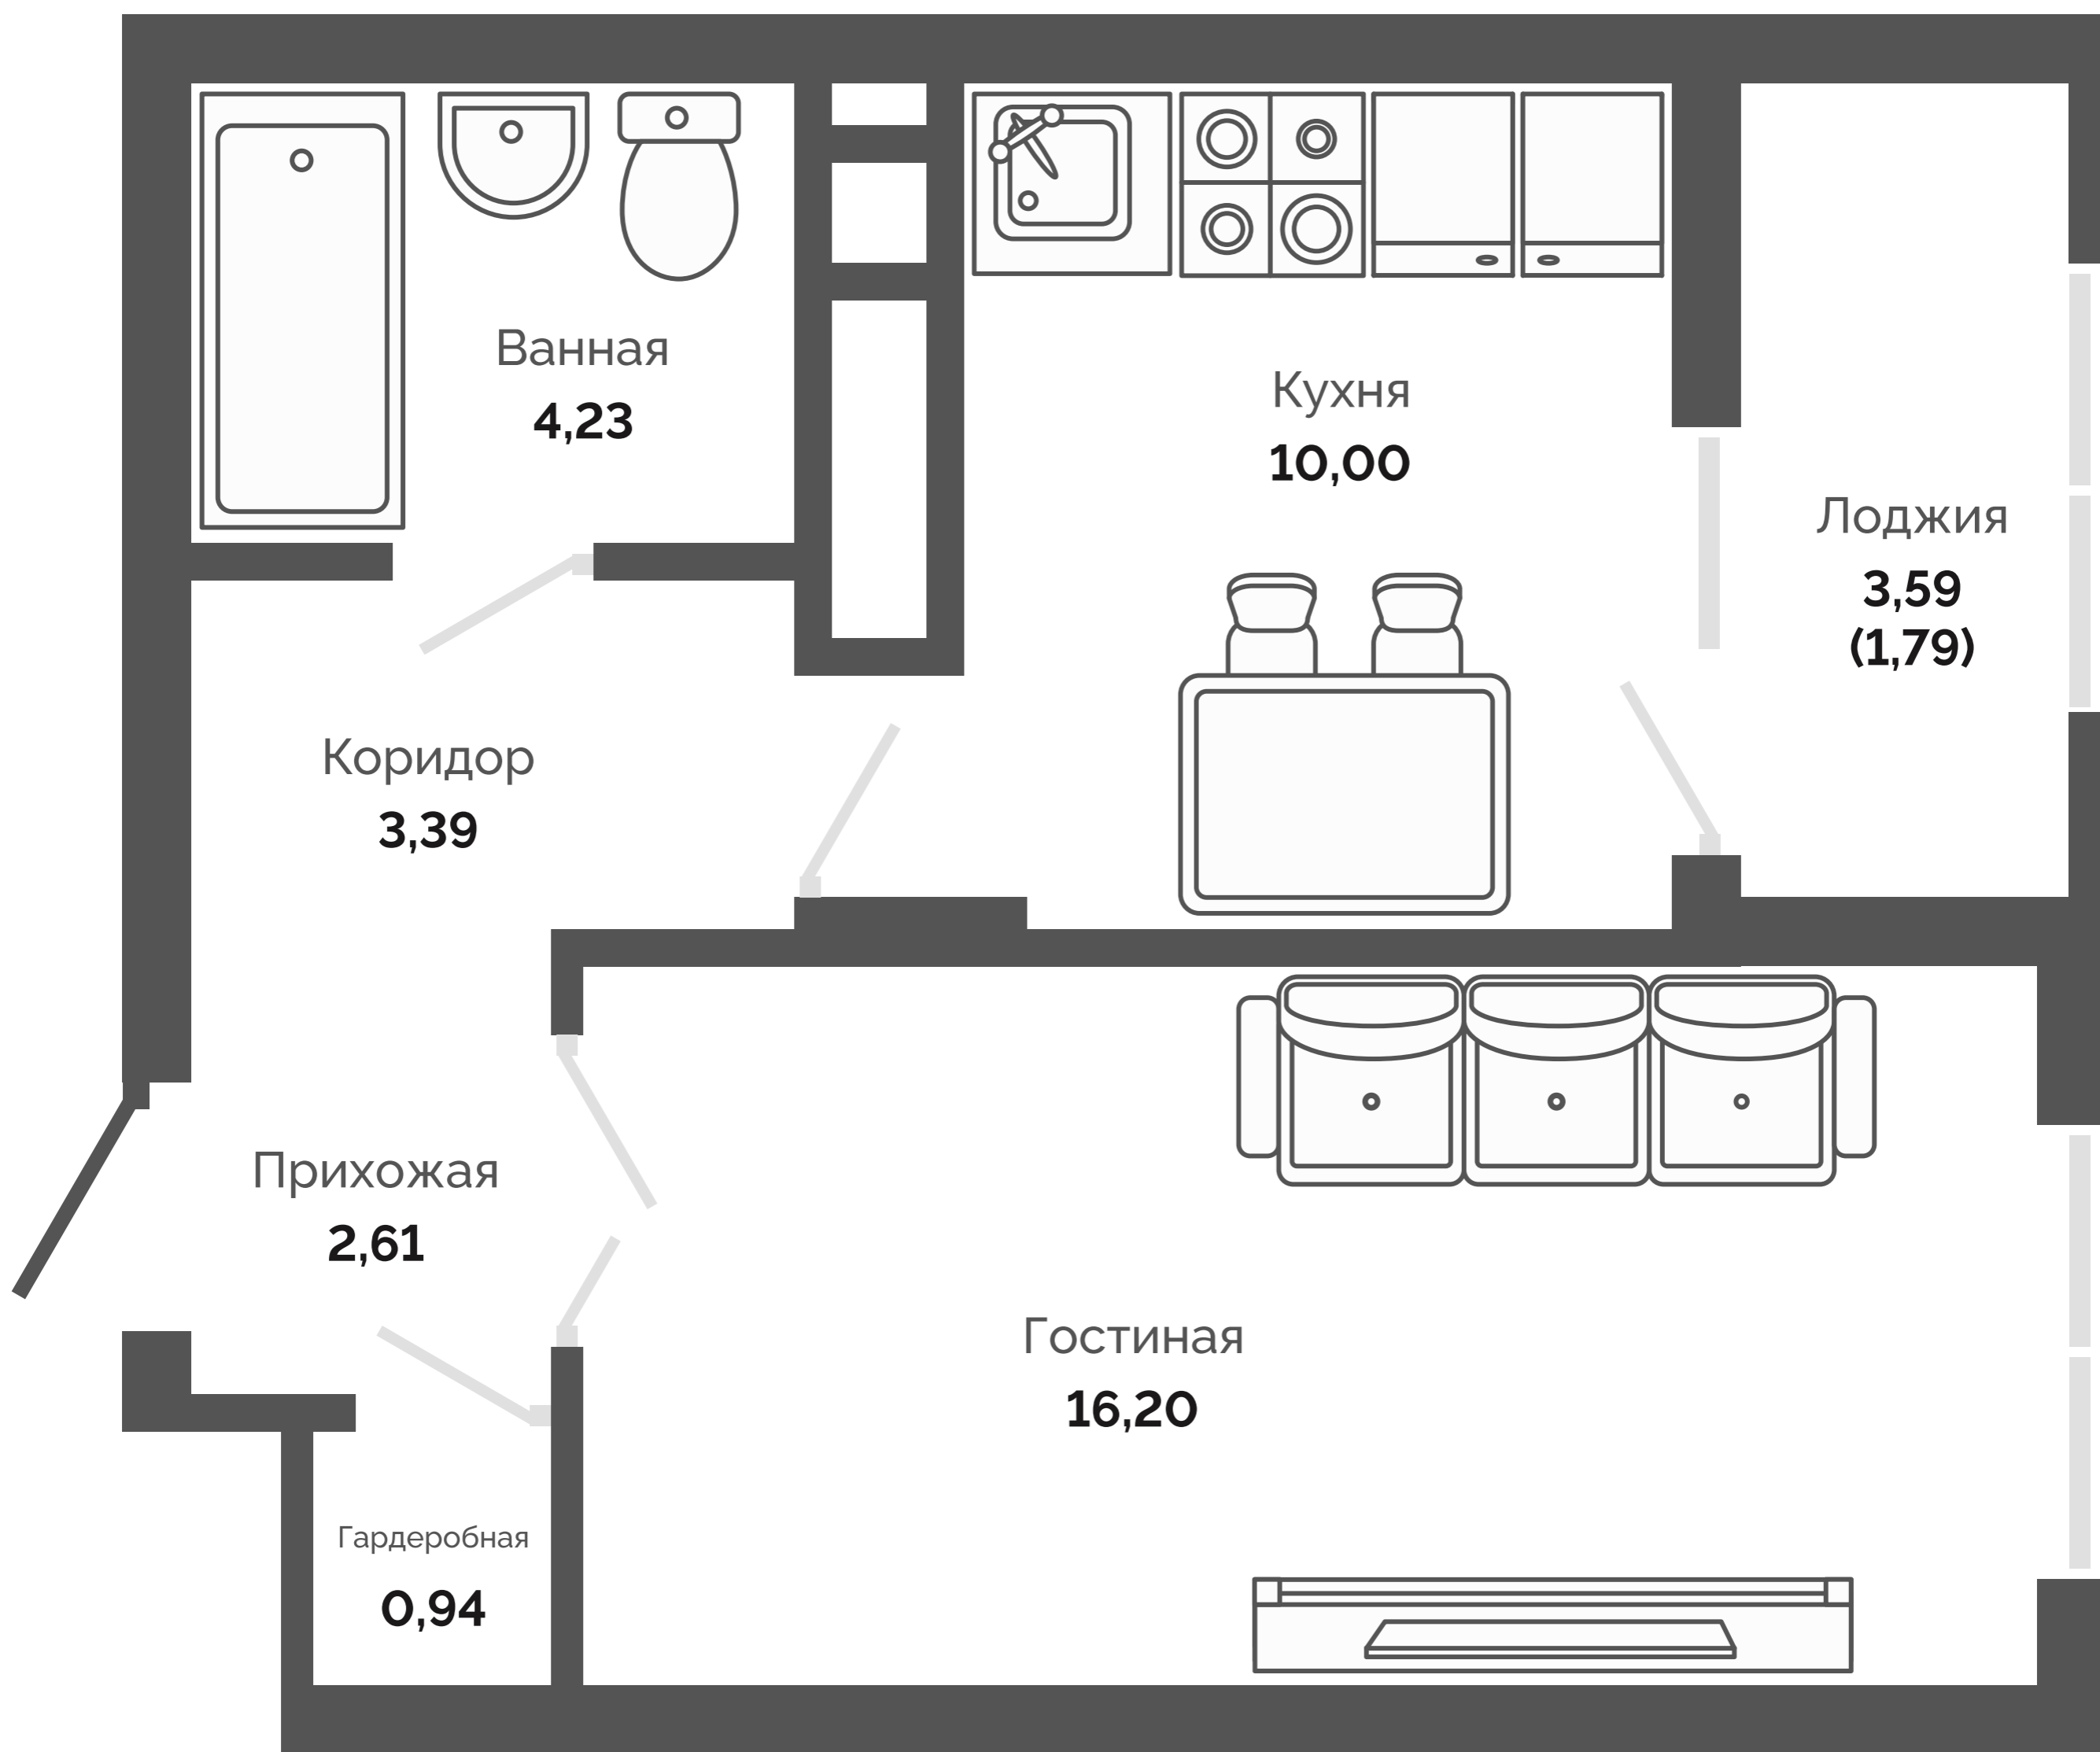 Ванная
4,23
Кухня
10,00
Лоджия
3,59
(1,79)
Коридор
3,39
Прихожая
2,61
Гостиная
16,20
Гардеробная
0,94